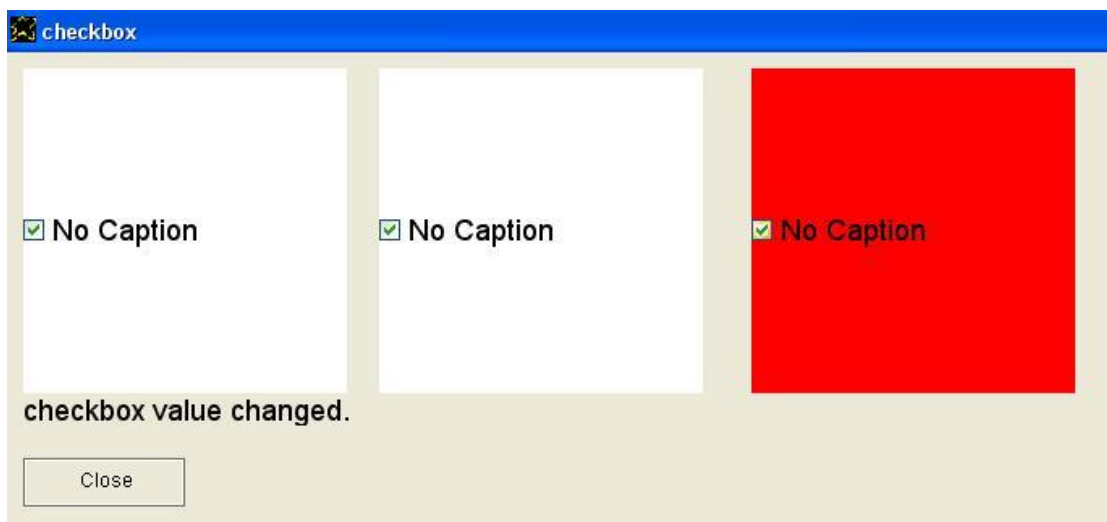 checkbox
No Caption No Caption No Caption
checkbox value changed.
Close